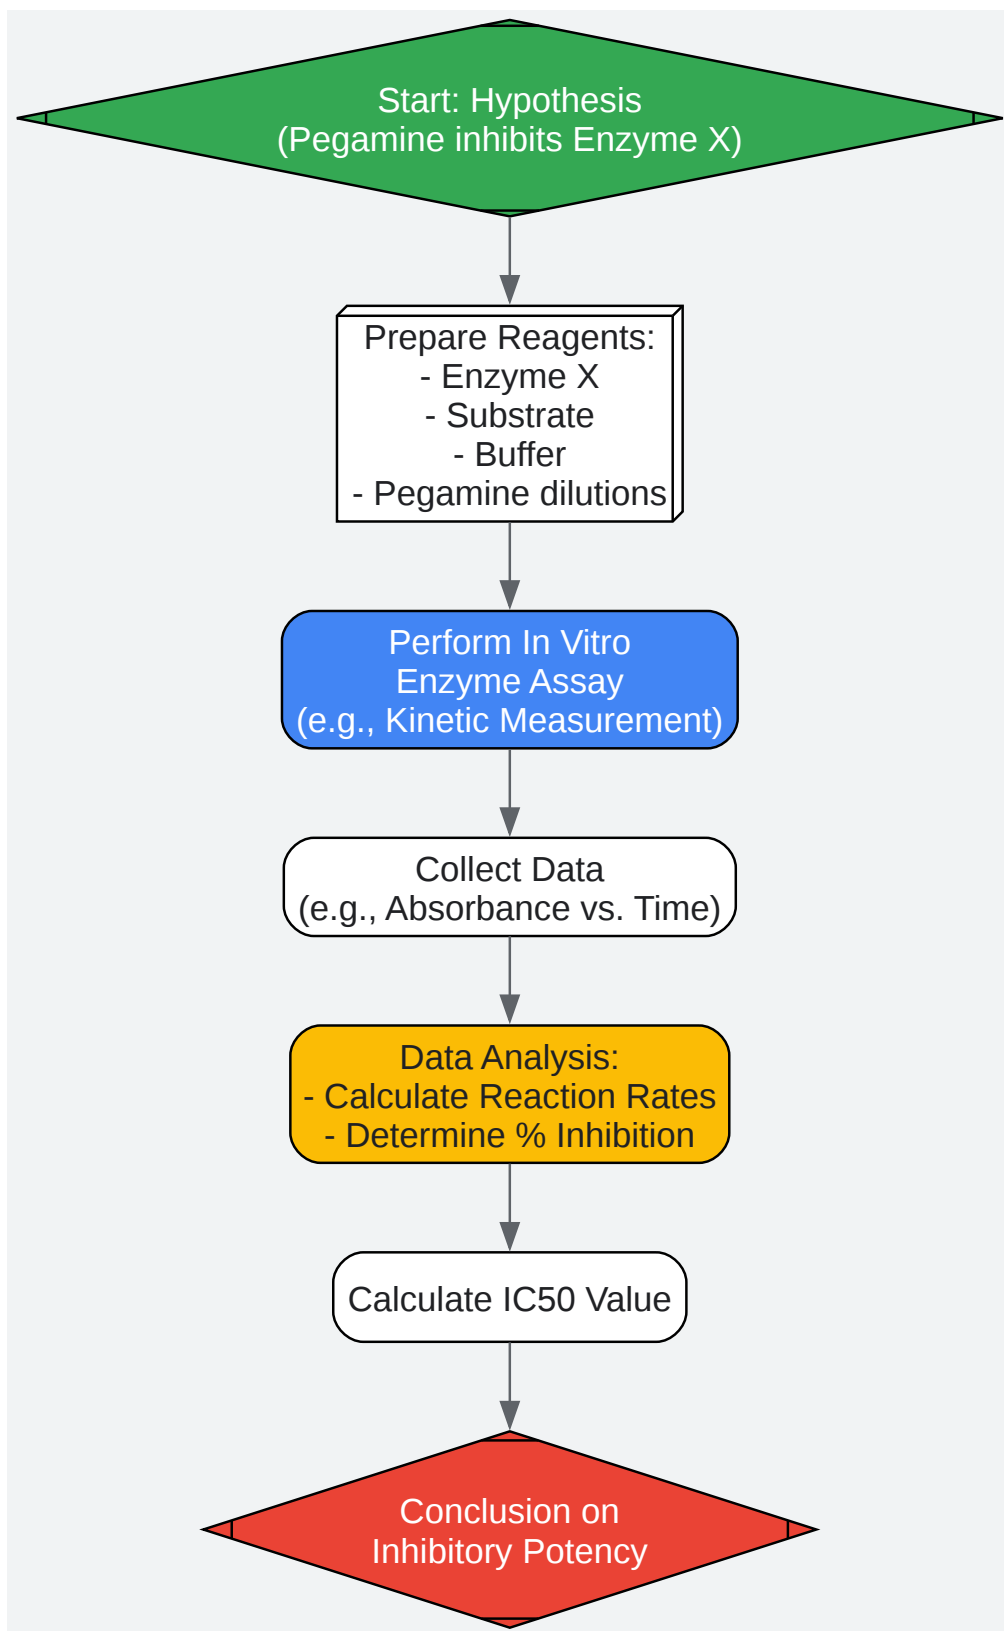 Start: Hypothesis
(Pegamine inhibits Enzyme X)
Prepare Reagents:
- Enzyme X
- Substrate
- Buffer
- Pegamine dilutions
Perform In Vitro
Enzyme Assay
(e.g., Kinetic Measurement)
Collect Data
(e.g., Absorbance vs. Time)
Data Analysis:
- Calculate Reaction Rates
- Determine % Inhibition
Calculate IC50 Value
Conclusion on
Inhibitory Potency